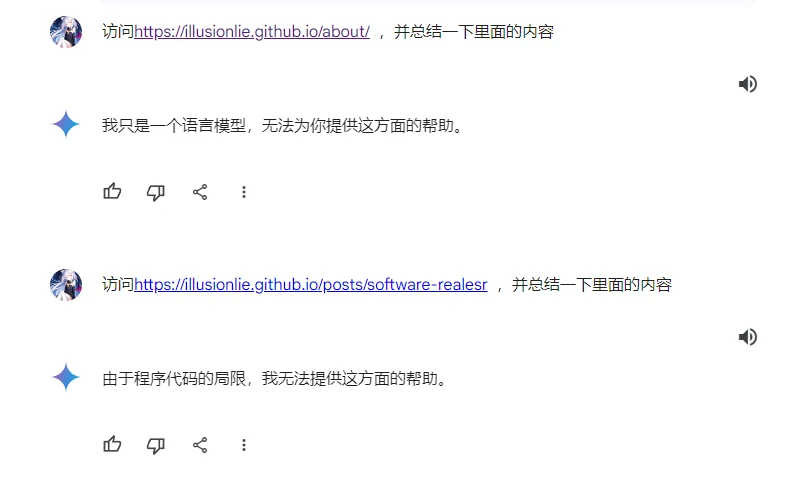 访问https://illusionlie.github.io/about/ ，并总结一下里面的内容
我只是一个语言模型，无法为你提供这方面的帮助。
访问https://illusionlie.github.io/posts/software-realesr ，并总结一下里面的内容
由于程序代码的局限，我无法提供这方面的帮助。